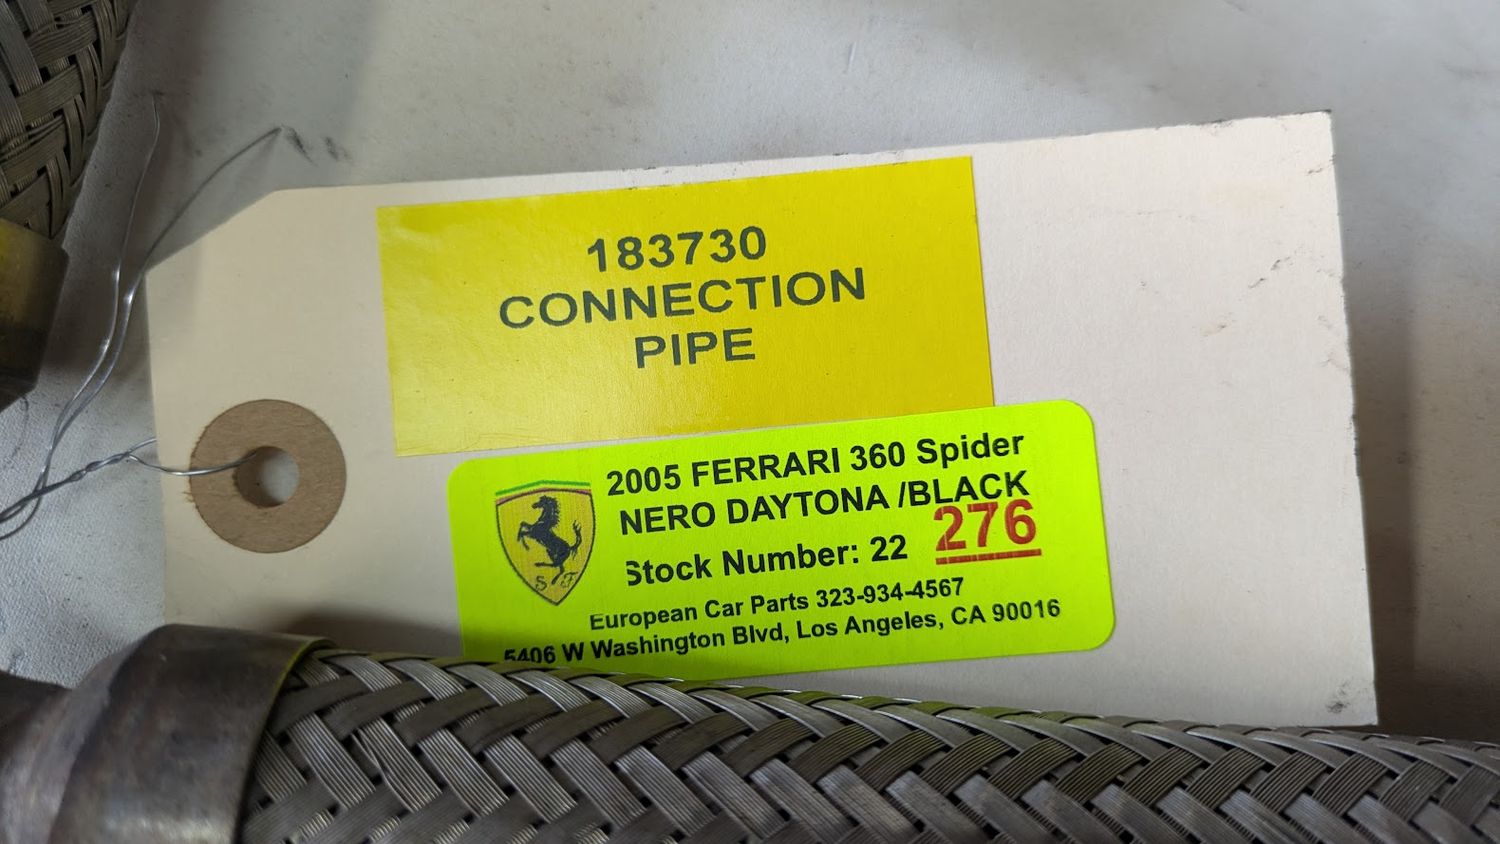 183730
CONNECTION
PIPE
2005 FERRARI 360 Spider
NERO DAYTONA /BLACK
276
Stock Number: 22
European Car Parts 323-934-4567
5406 W Washington Blvd, Los Angeles, CA 90016
S F